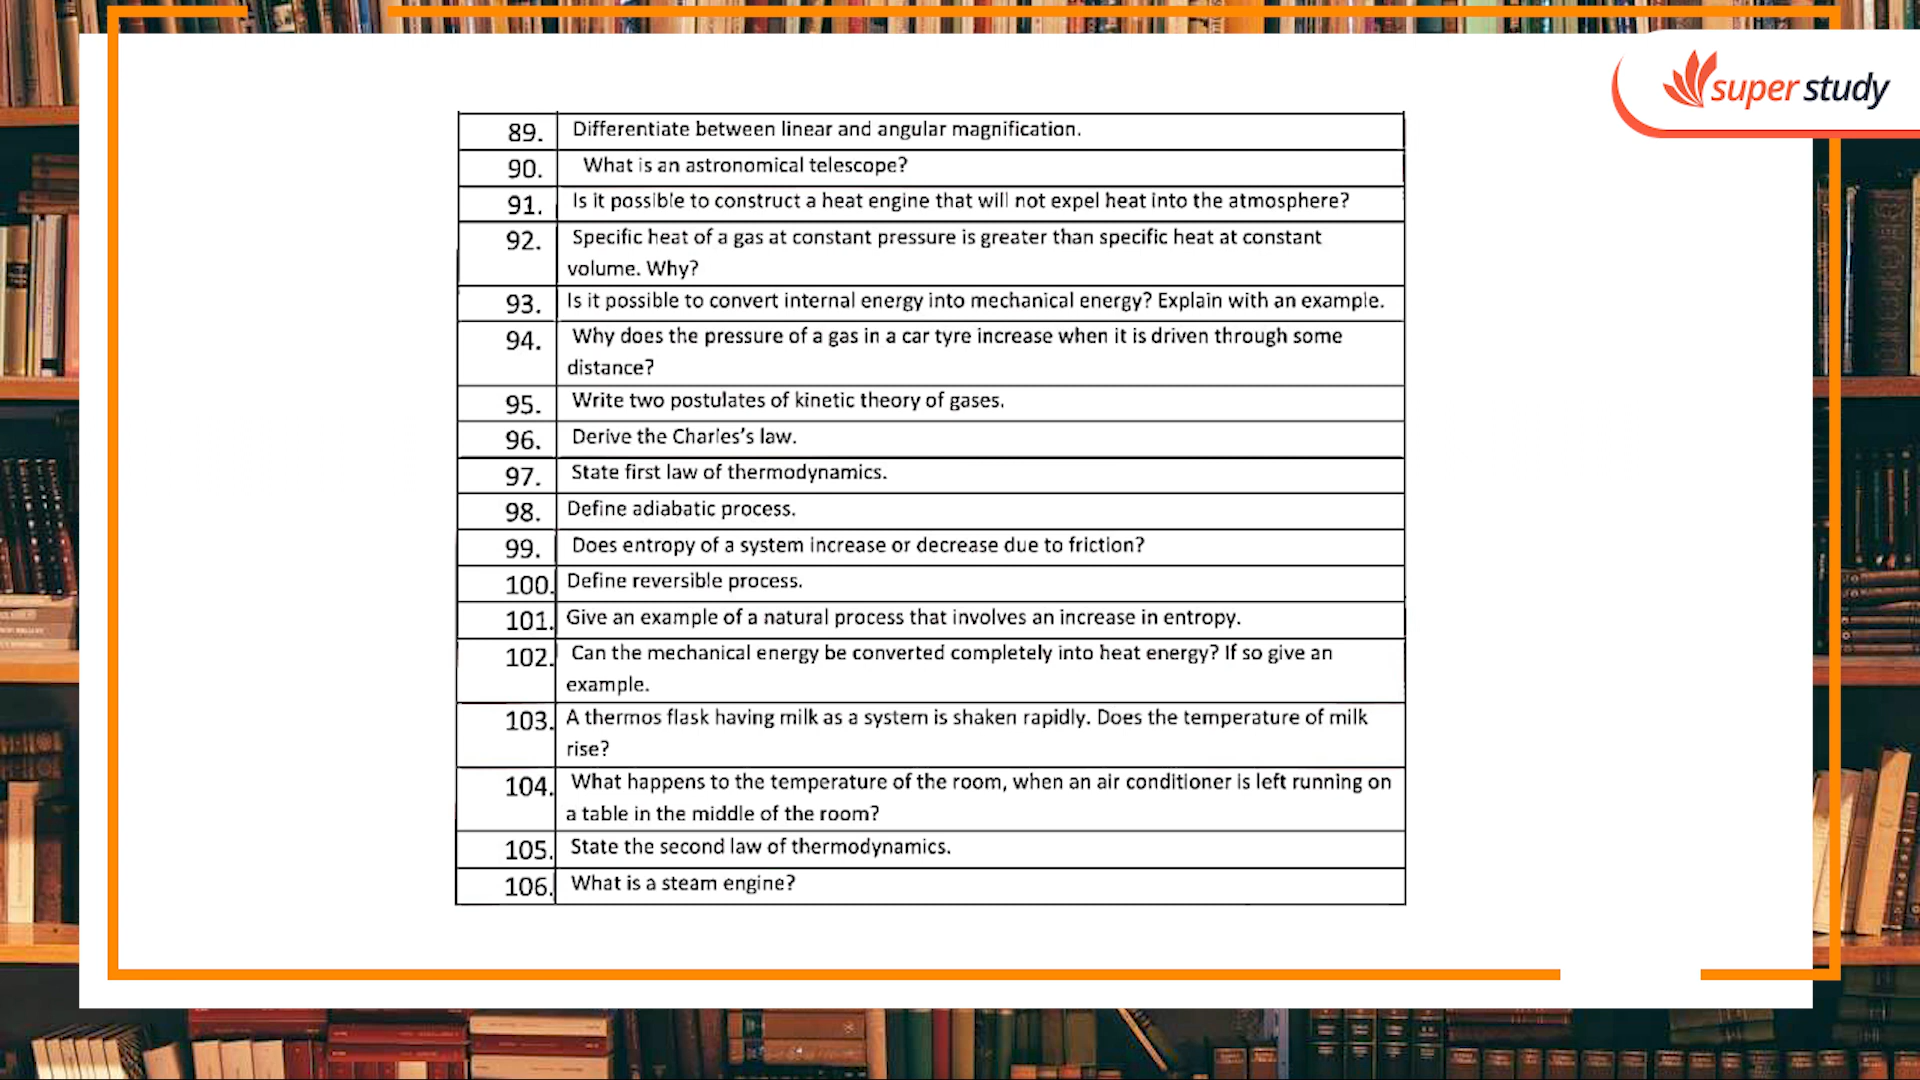 super study
89. Differentiate between linear and angular magnification.
90. What is an astronomical telescope?
91. Is it possible to construct a heat engine that will not expel heat into the atmosphere?
92. Specific heat of a gas at constant pressure is greater than specific heat at constant
volume. Why?
93. Is it possible to convert internal energy into mechanical energy? Explain with an example.
94. Why does the pressure of a gas in a car tyre increase when it is driven through some
distance?
95. Write two postulates of kinetic theory of gases.
96. Derive the Charles's law.
97. State first law of thermodynamics.
98. Define adiabatic process.
99. Does entropy of a system increase or decrease due to friction?
100. Define reversible process.
101. Give an example of a natural process that involves an increase in entropy.
102. Can the mechanical energy be converted completely into heat energy? If so give an
example.
103. A thermos flask having milk as a system is shaken rapidly. Does the temperature of milk
rise?
104. What happens to the temperature of the room, when an air conditioner is left running on
a table in the middle of the room?
105. State the second law of thermodynamics.
106. What is a steam engine?